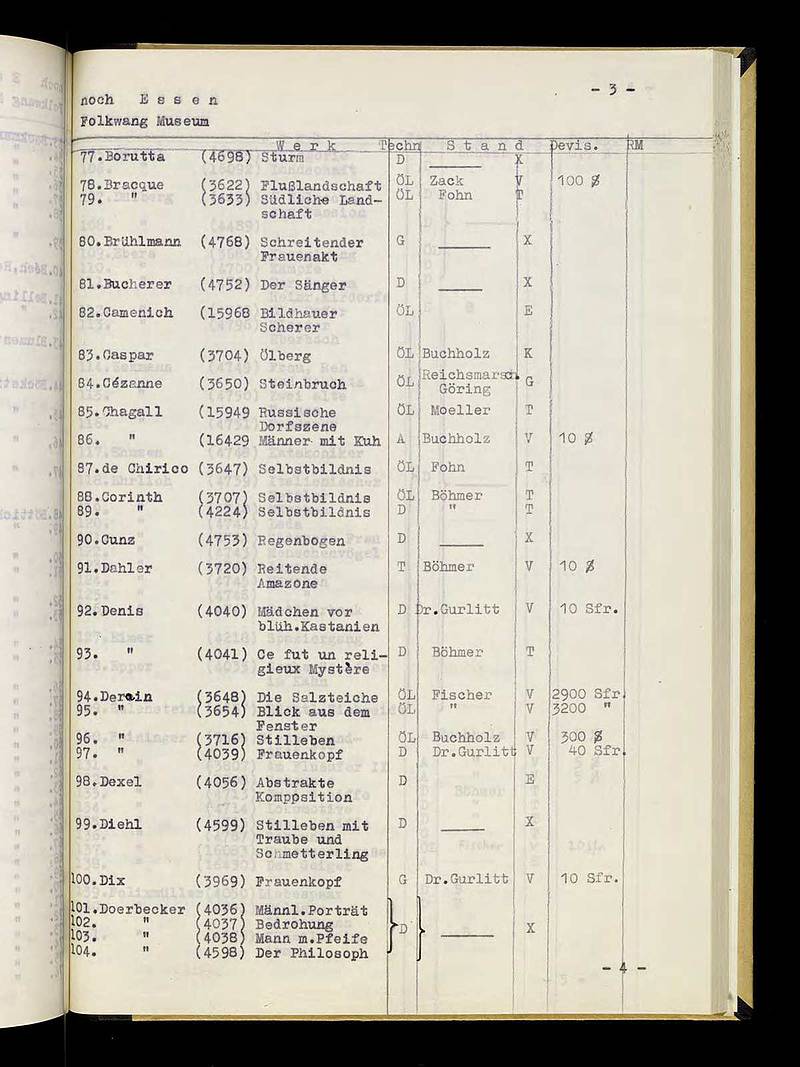 - 3 -
noch E s s e n
Folkwang Museum
W e r k Techn S t a n d Devis. RM
77.Borutta (4698) Sturm D ______ X
78.Bracque (3622) Flußlandschaft ÖL Zack V 100 $
79. " (3633) Südliche Land- ÖL Fohn T
schaft
80.Brühlmann (4768) Schreitender G ______ X
Frauenakt
81.Bucherer (4752) Der Sänger D ______ X
82.Camenich (15968 Bildhauer ÖL E
Scherer
83.Caspar (3704) Ölberg ÖL Buchholz K
84.Cézanne (3650) Steinbruch ÖL Reichsmarsch. G
Göring
85.Chagall (15949 Russische ÖL Moeller T
Dorfszene
86. " (16429 Männer mit Kuh A Buchholz V 10 $
87.de Chirico (3647) Selbstbildnis ÖL Fohn T
88.Corinth (3707) Selbstbildnis ÖL Böhmer T
89. " (4224) Selbstbildnis D " T
90.Cunz (4753) Regenbogen D ______ X
91.Dahler (3720) Reitende T Böhmer V 10 $
Amazone
92.Denis (4040) Mädchen vor D Dr.Gurlitt V 10 Sfr.
blüh.Kastanien
93. " (4041) Ce fut un reli- D Böhmer T
gieux Mystère
94.Derain (3648) Die Salzteiche ÖL Fischer V 2900 Sfr.
95. " (3654) Blick aus dem ÖL " V 3200 "
Fenster
96. " (3716) Stilleben ÖL Buchholz V 300 $
97. " (4039) Frauenkopf D Dr.Gurlitt V 40 Sfr.
98.Dexel (4056) Abstrakte D E
Komppsition
99.Diehl (4599) Stilleben mit D ______ X
Traube und
Schmetterling
100.Dix (3969) Frauenkopf G Dr.Gurlitt V 10 Sfr.
101.Doerbecker (4036) Männl.Porträt
102. " (4037) Bedrohung D ______ X
103. " (4038) Mann m.Pfeife
104. " (4598) Der Philosoph
- 4 -